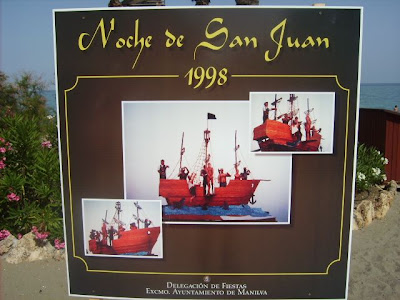 Noche de San Juan
1998
Delegación de Fiestas
Excmo. Ayuntamiento de Manilva